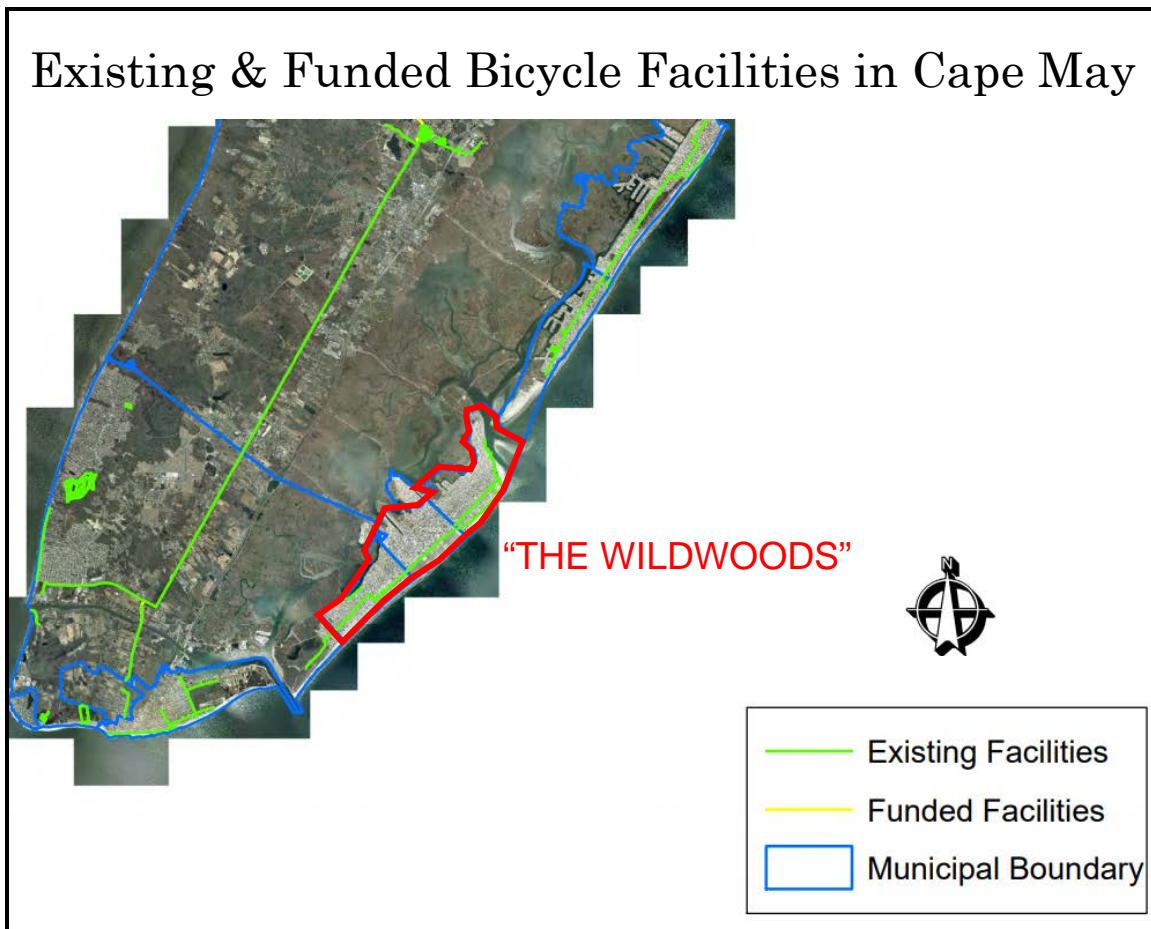 Existing & Funded Bicycle Facilities in Cape May
“THE WILDWOODS”
N
Existing Facilities
Funded Facilities
Municipal Boundary